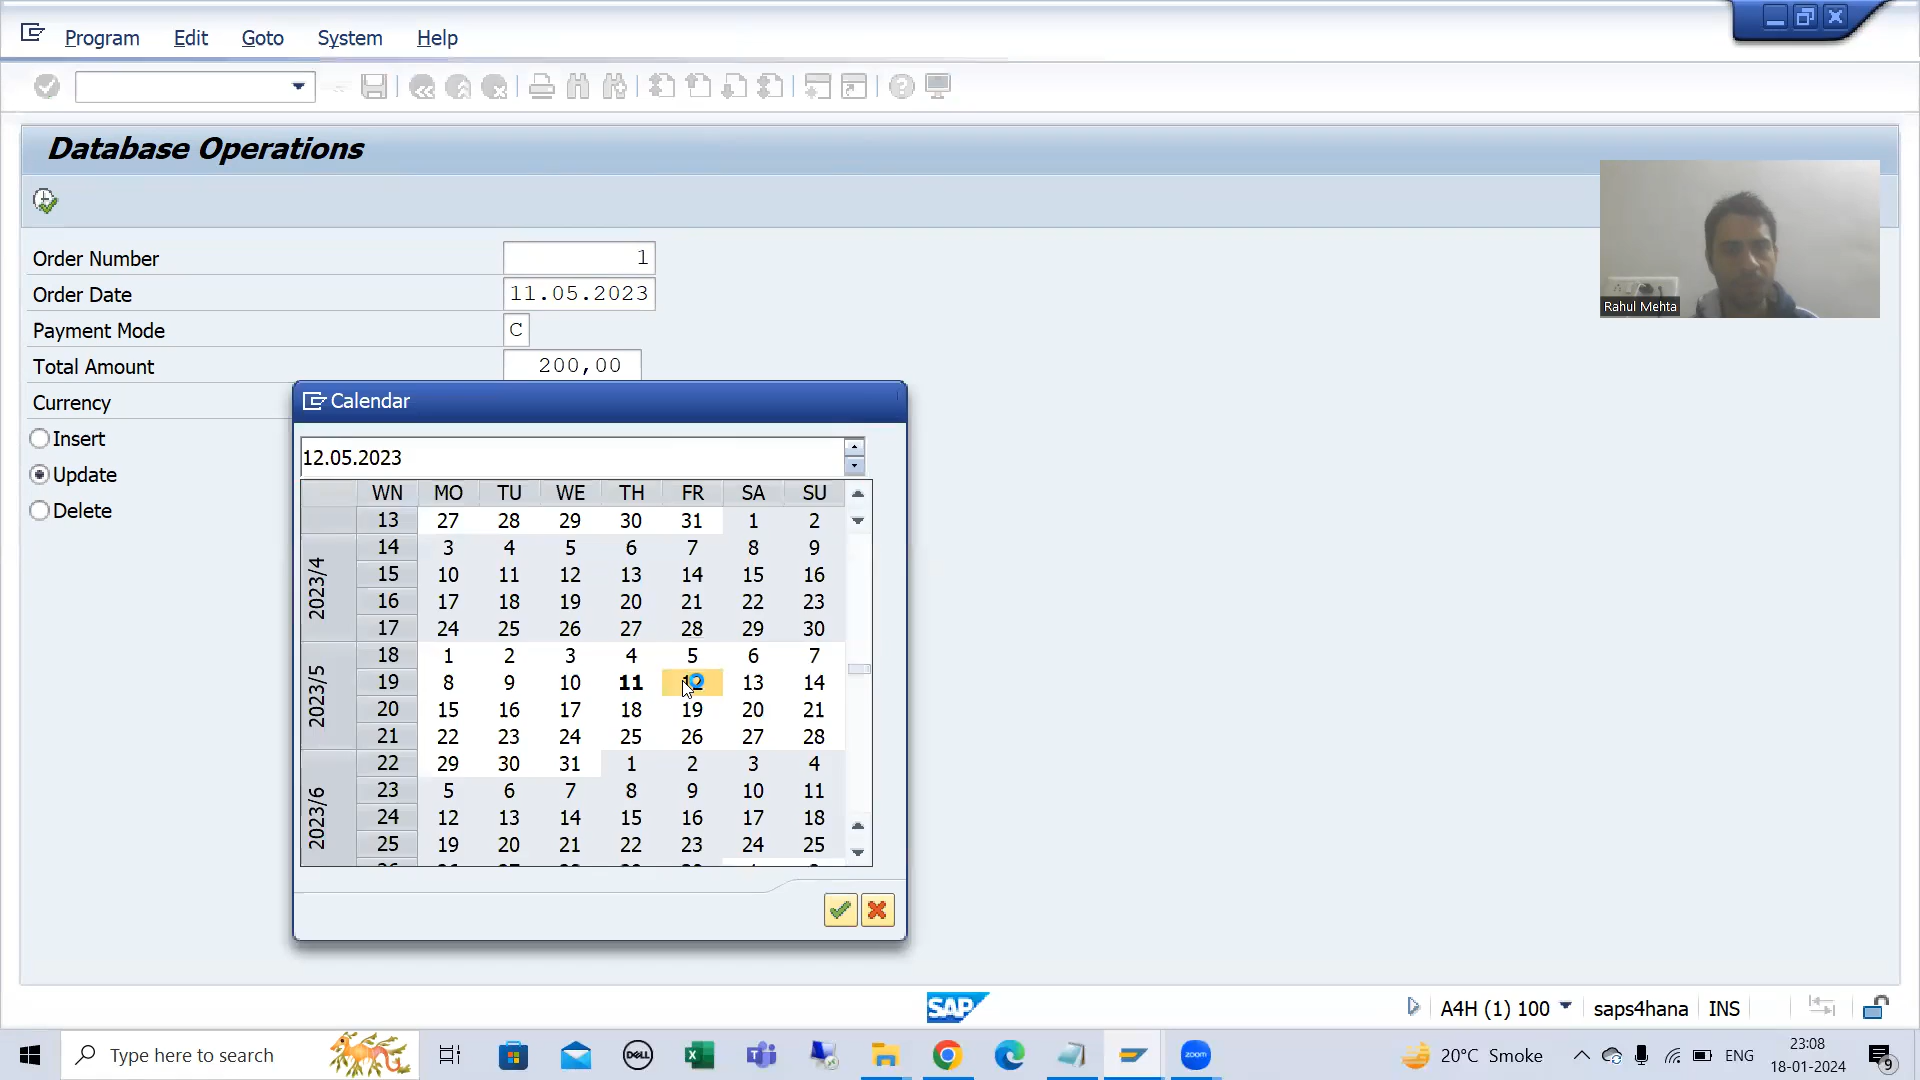 Program Edit Goto System Help
Database Operations
Order Number 1
Order Date 11.05.2023
Payment Mode C
Total Amount 200,00
Currency
Insert
Update
Delete
Rahul Mehta
Calendar
12.05.2023
WN MO TU WE TH FR SA SU
13 27 28 29 30 31 1 2
2023/4
14 3 4 5 6 7 8 9
15 10 11 12 13 14 15 16
16 17 18 19 20 21 22 23
17 24 25 26 27 28 29 30
2023/5
18 1 2 3 4 5 6 7
19 8 9 10 11 12 13 14
20 15 16 17 18 19 20 21
21 22 23 24 25 26 27 28
22 29 30 31 1 2 3 4
2023/6
23 5 6 7 8 9 10 11
24 12 13 14 15 16 17 18
25 19 20 21 22 23 24 25
SAP
A4H (1) 100 saps4hana INS
Type here to search
DELL
zoom
20°C Smoke
ENG
23:08
18-01-2024
9